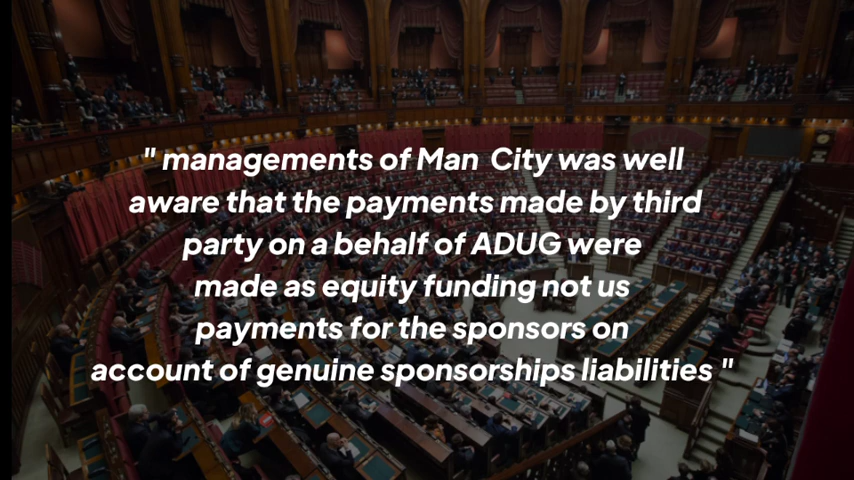 " managements of Man City was well
aware that the payments made by third
party on a behalf of ADUG were
made as equity funding not us
payments for the sponsors on
account of genuine sponsorships liabilities "